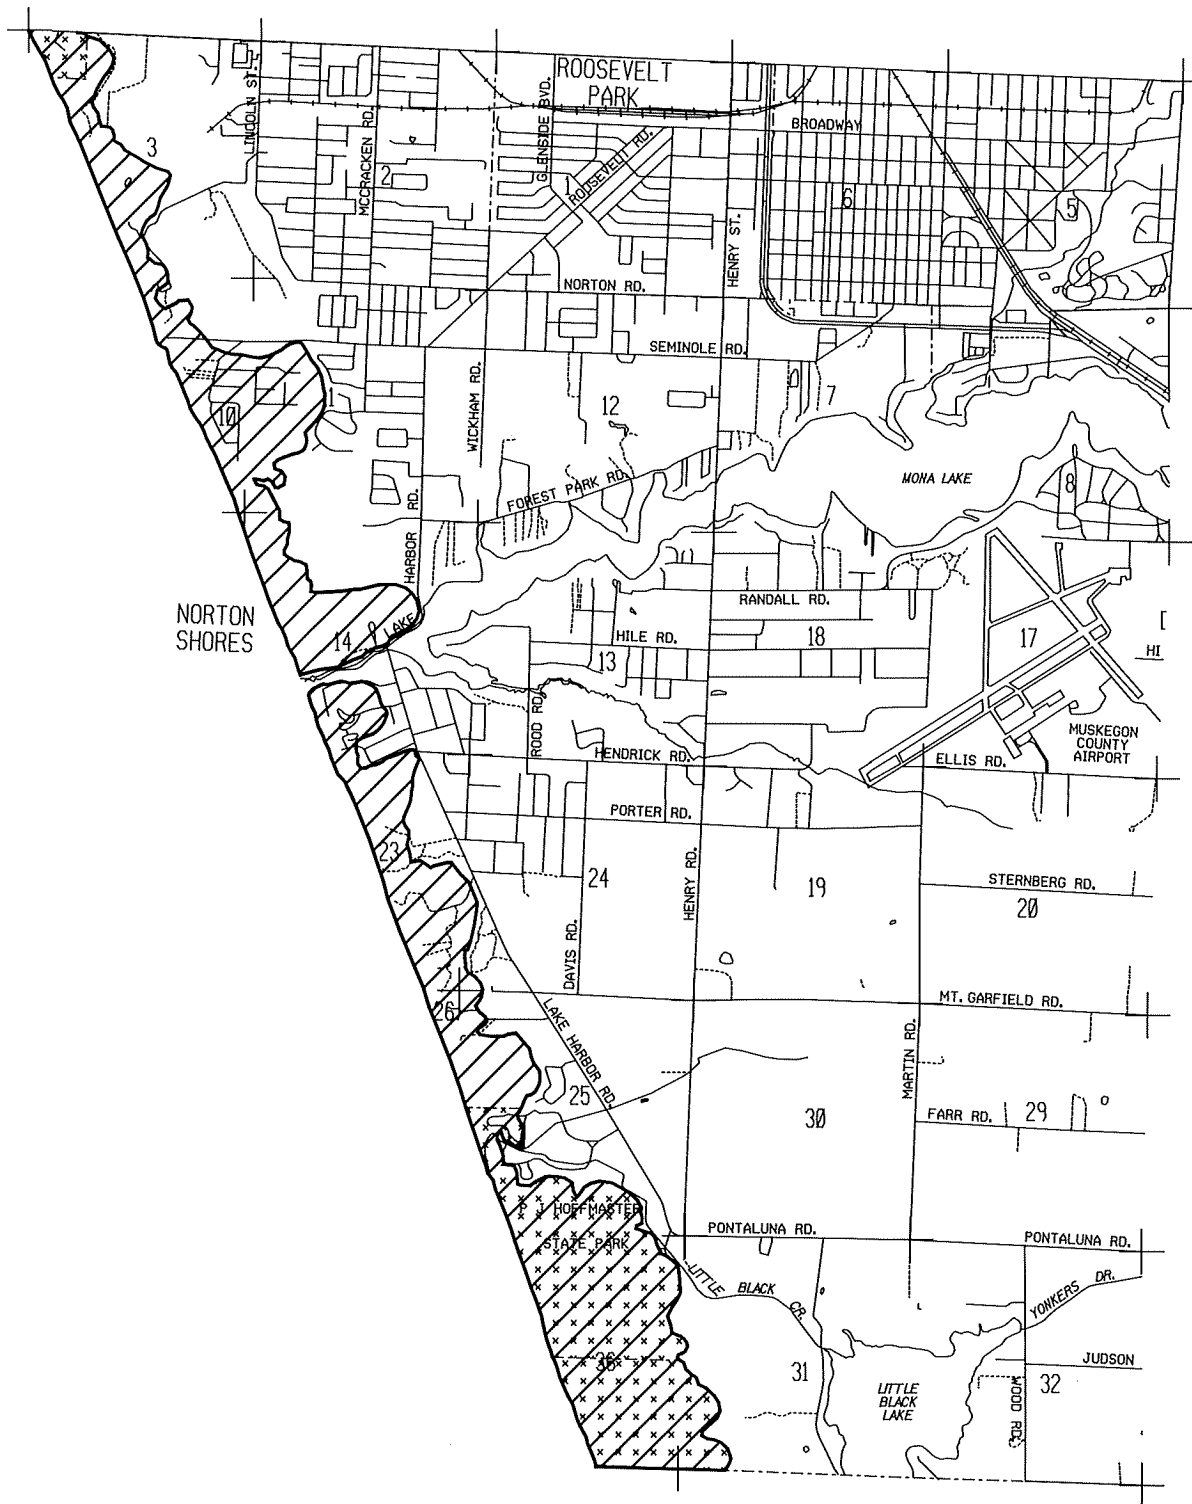 ROOSEVELT
PARK
LINCOLN ST.
MCCRACKEN RD.
GLENSIDE BVD.
ROOSEVELT RD.
BROADWAY
3
2
1
6
5
HENRY ST.
NORTON RD.
SEMINOLE RD.
WICKHAM RD.
10
1
12
7
8
FOREST PARK RD.
MONA LAKE
HARBOR RD.
LAKE
NORTON
SHORES
14
RANDALL RD.
HILE RD.
13
18
17
HI
ROOD RD.
HENDRICK RD.
ELLIS RD.
MUSKEGON
COUNTY
AIRPORT
PORTER RD.
23
24
HENRY RD.
19
STERNBERG RD.
20
DAVIS RD.
26
MT. GARFIELD RD.
LAKE HARBOR RD.
MARTIN RD.
25
30
FARR RD.
29
P J HOFFMASTER
STATE PARK
PONTALUNA RD.
PONTALUNA RD.
LITTLE BLACK CR.
YONKERS DR.
36
31
LITTLE
BLACK
LAKE
WOOD RD.
JUDSON
32